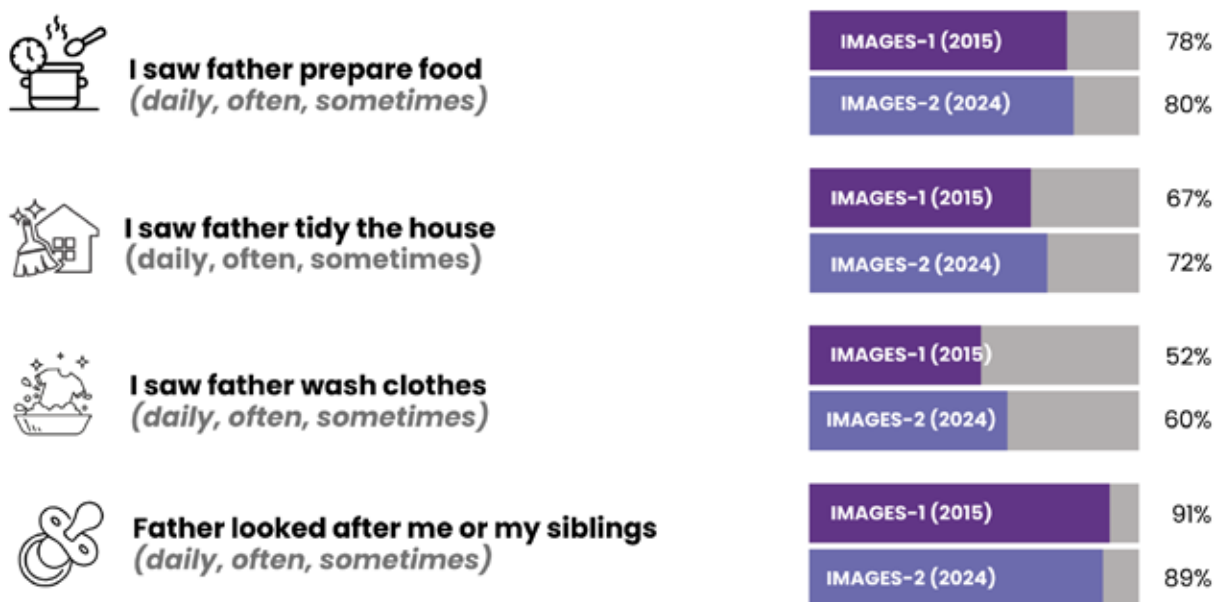 I saw father prepare food
(daily, often, sometimes)
IMAGES-1 (2015)
78%
IMAGES-2 (2024)
80%
I saw father tidy the house
(daily, often, sometimes)
IMAGES-1 (2015)
67%
IMAGES-2 (2024)
72%
I saw father wash clothes
(daily, often, sometimes)
IMAGES-1 (2015)
52%
IMAGES-2 (2024)
60%
Father looked after me or my siblings
(daily, often, sometimes)
IMAGES-1 (2015)
91%
IMAGES-2 (2024)
89%